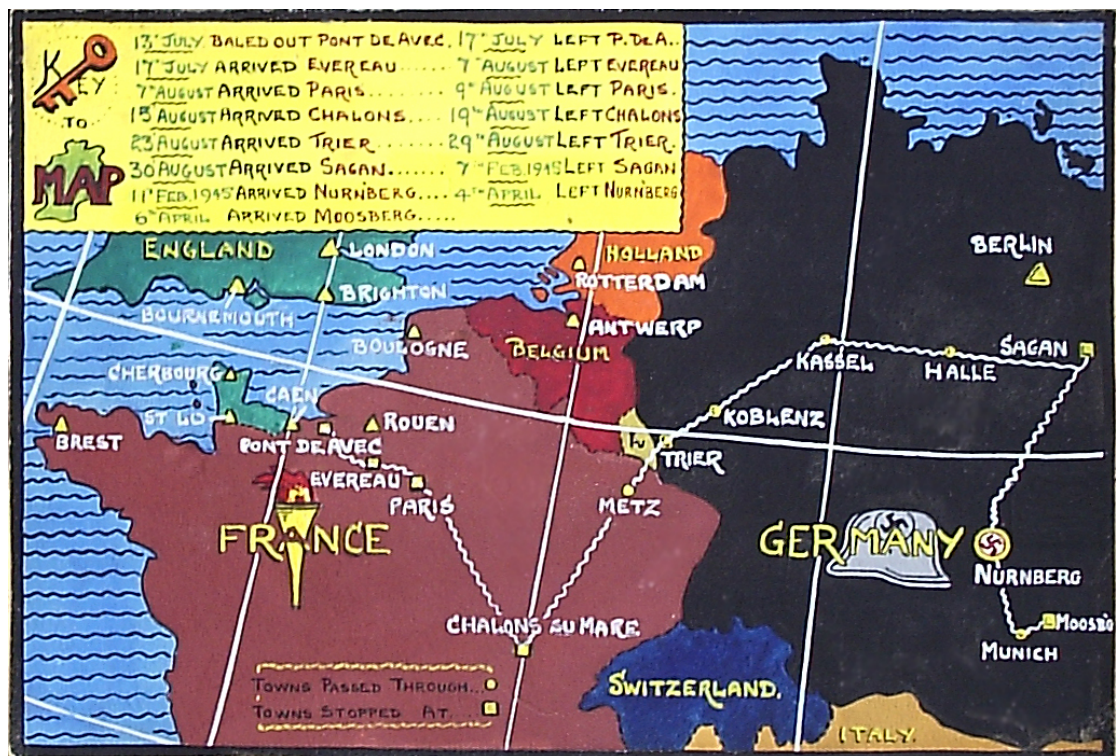 KEY
TO
MAP
13th JULY BALED OUT PONT DE AVEC. 17th JULY LEFT P. DE A..
17th JULY ARRIVED EVEREAU...... 7th AUGUST LEFT EVEREAU
7th AUGUST ARRIVED PARIS........ 9th AUGUST LEFT PARIS.
15th AUGUST ARRIVED CHALONS.... 19th AUGUST LEFT CHALONS
23rd AUGUST ARRIVED TRIER....... 29th AUGUST LEFT TRIER.
30 AUGUST ARRIVED SAGAN....... 7th FEB.1945 LEFT SAGAN
11th FEB.1945 ARRIVED NURNBERG.... 4th APRIL LEFT NURNBERG
6th APRIL ARRIVED MOOSBERG.....
ENGLAND
LONDON
HOLLAND
BERLIN
ROTTERDAM
BRIGHTON
BOURNEMOUTH
ANTWERP
BOULOGNE
BELGIUM
KASSEL
HALLE
SAGAN
CHERBOURG
CAEN
ST LO
ROUEN
KOBLENZ
BREST
PONT DE AVEC
TRIER
EVEREAU
PARIS
METZ
FRANCE
GERMANY
NURNBERG
CHALONS SU MARE
MOOSB'G
MUNICH
TOWNS PASSED THROUGH...
TOWNS STOPPED AT.
SWITZERLAND.
ITALY.